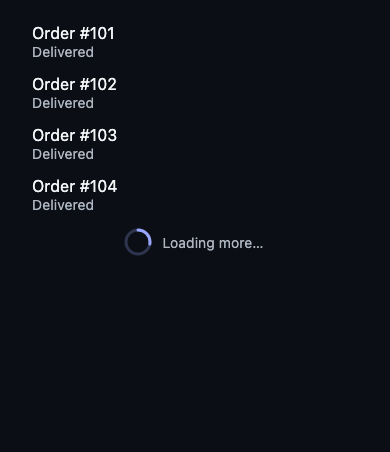 Order #101
Delivered
Order #102
Delivered
Order #103
Delivered
Order #104
Delivered
Loading more...